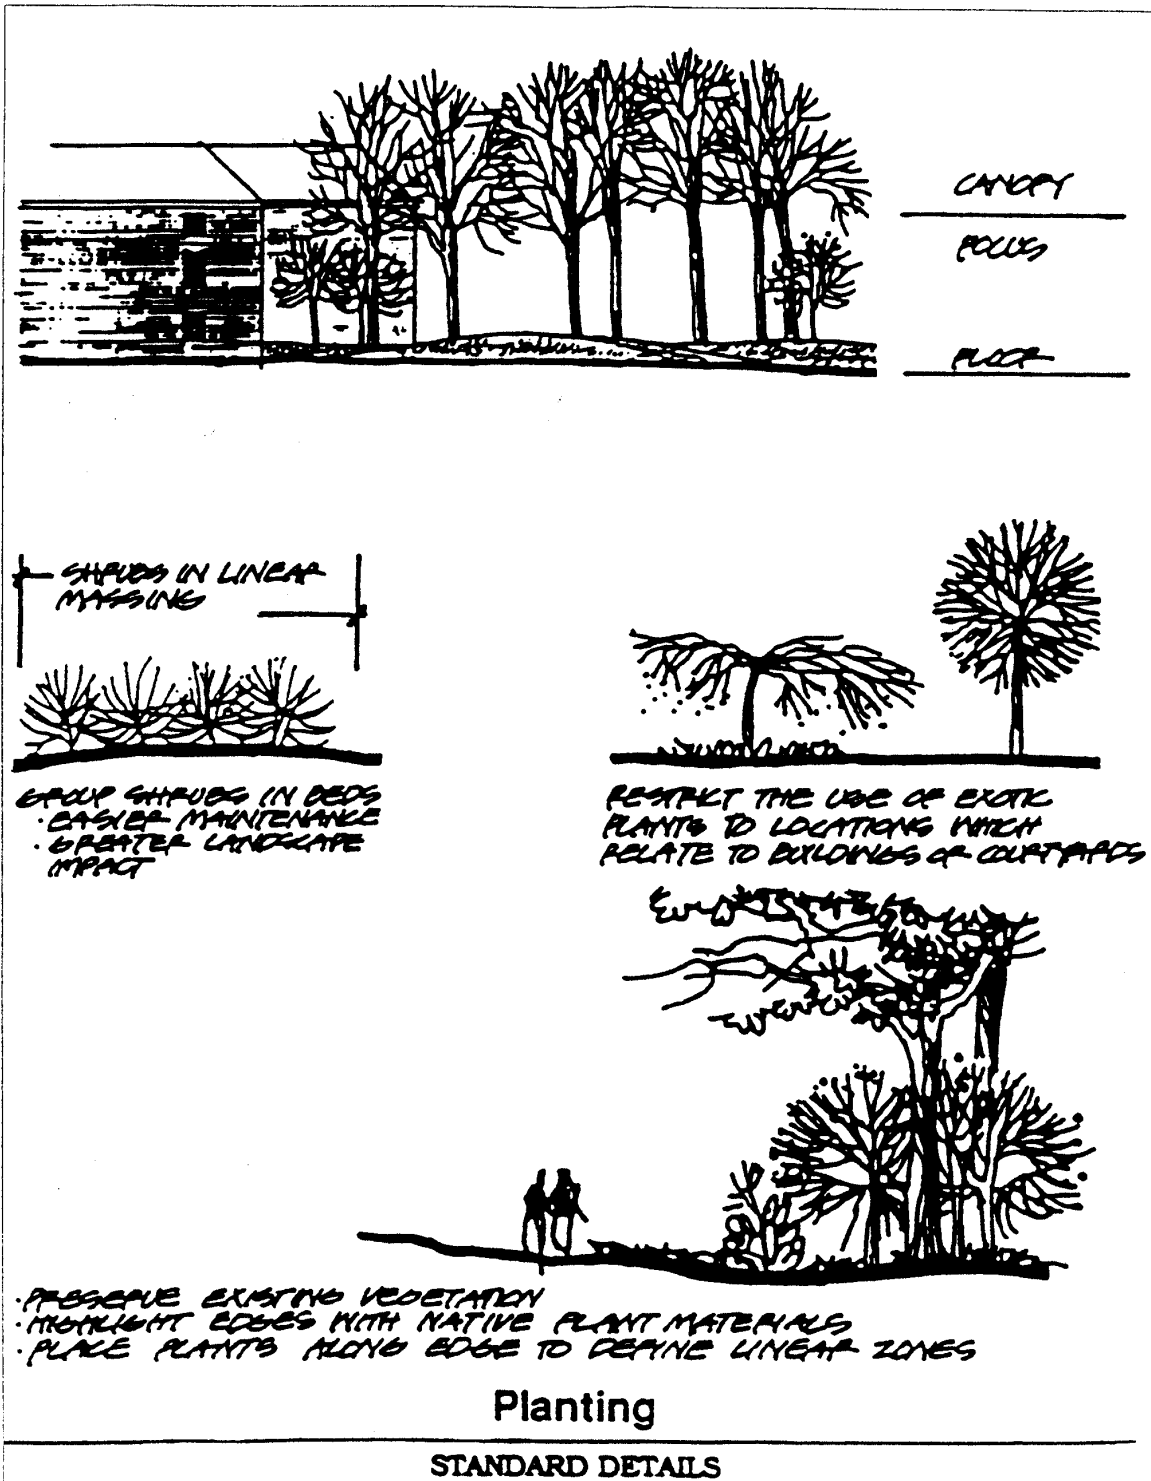 CANOPY
FOCUS
FLOOR
SHRUBS IN LINEAR
MASSING
GROUP SHRUBS IN BEDS
· EASIER MAINTENANCE
· GREATER LANDSCAPE
IMPACT
RESTRICT THE USE OF EXOTIC
PLANTS TO LOCATIONS WHICH
RELATE TO BUILDINGS OR COURTYARDS
· PRESERVE EXISTING VEGETATION
· HIGHLIGHT EDGES WITH NATIVE PLANT MATERIALS
· PLACE PLANTS ALONG EDGE TO DEFINE LINEAR ZONES
Planting
STANDARD DETAILS